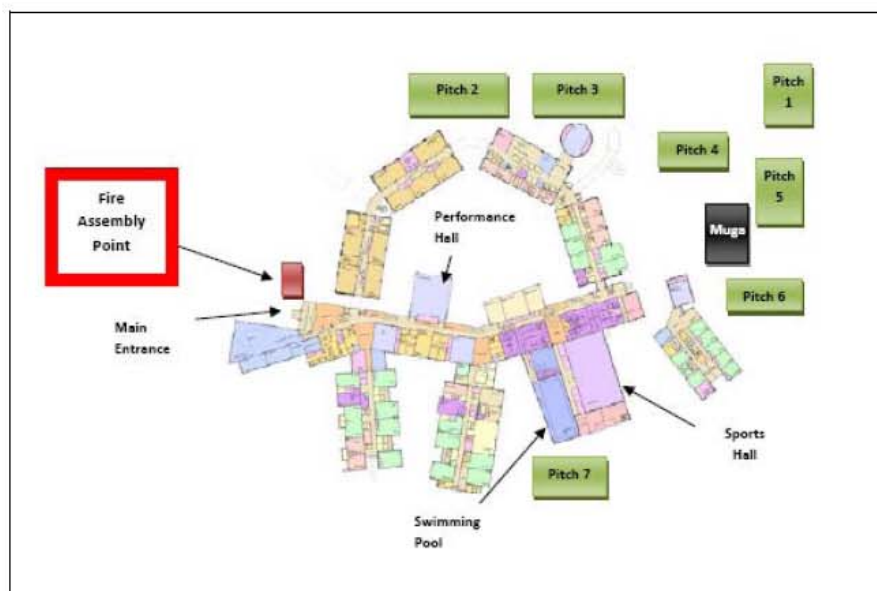 Pitch 2
Pitch 3
Pitch
1
Pitch 4
Pitch
5
Fire
Assembly
Point
Performance
Hall
Muga
Pitch 6
Main
Entrance
Sports
Hall
Pitch 7
Swimming
Pool